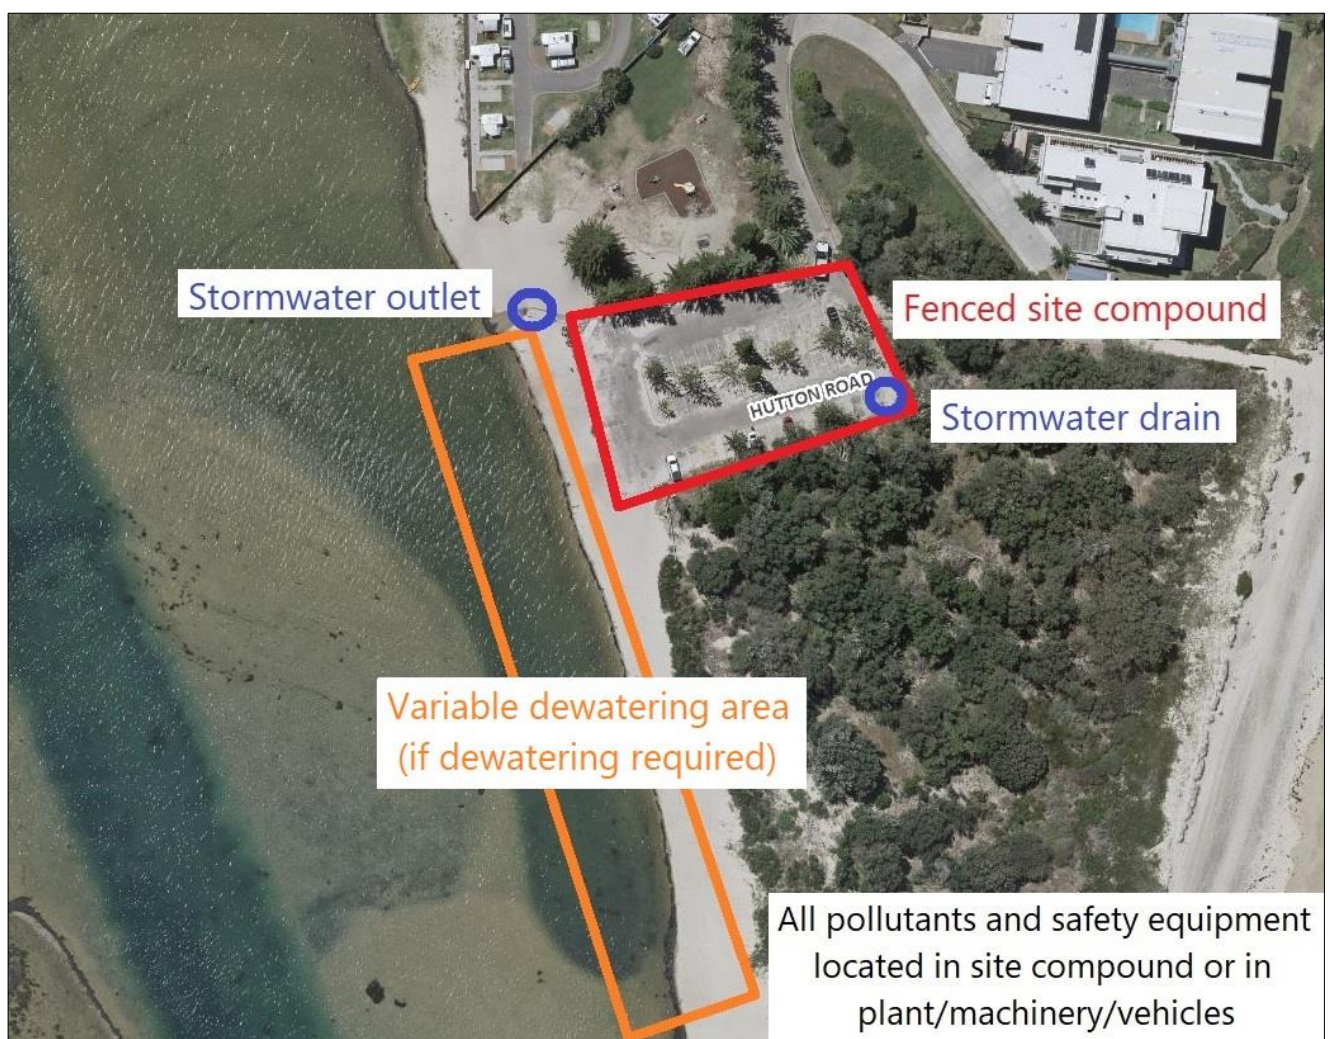 Stormwater outlet
Fenced site compound
HUTTON ROAD
Stormwater drain
Variable dewatering area
(if dewatering required)
All pollutants and safety equipment
located in site compound or in
plant/machinery/vehicles